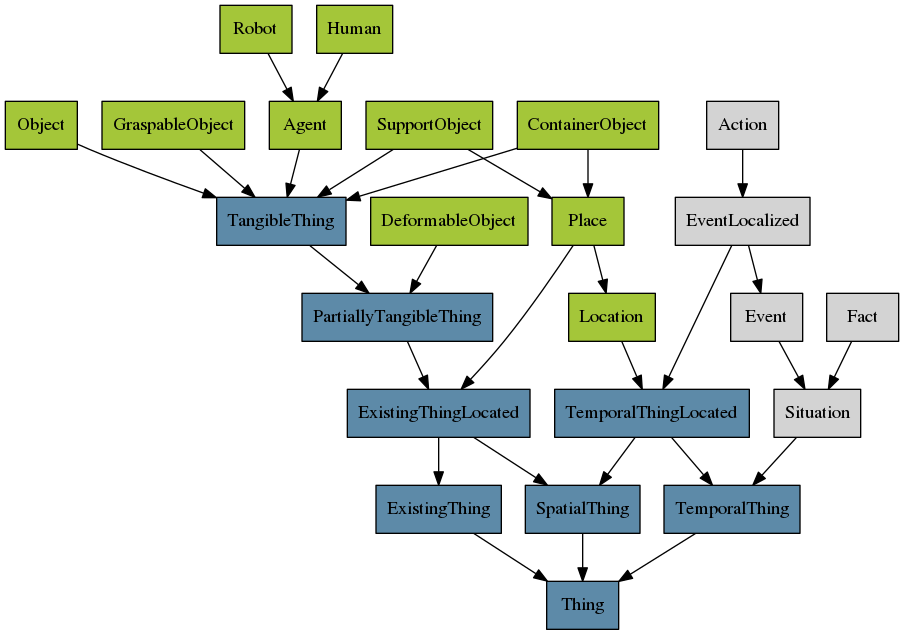 Robot
Human
Object
GraspableObject
Agent
SupportObject
ContainerObject
Action
TangibleThing
DeformableObject
Place
EventLocalized
PartiallyTangibleThing
Location
Event
Fact
ExistingThingLocated
TemporalThingLocated
Situation
ExistingThing
SpatialThing
TemporalThing
Thing